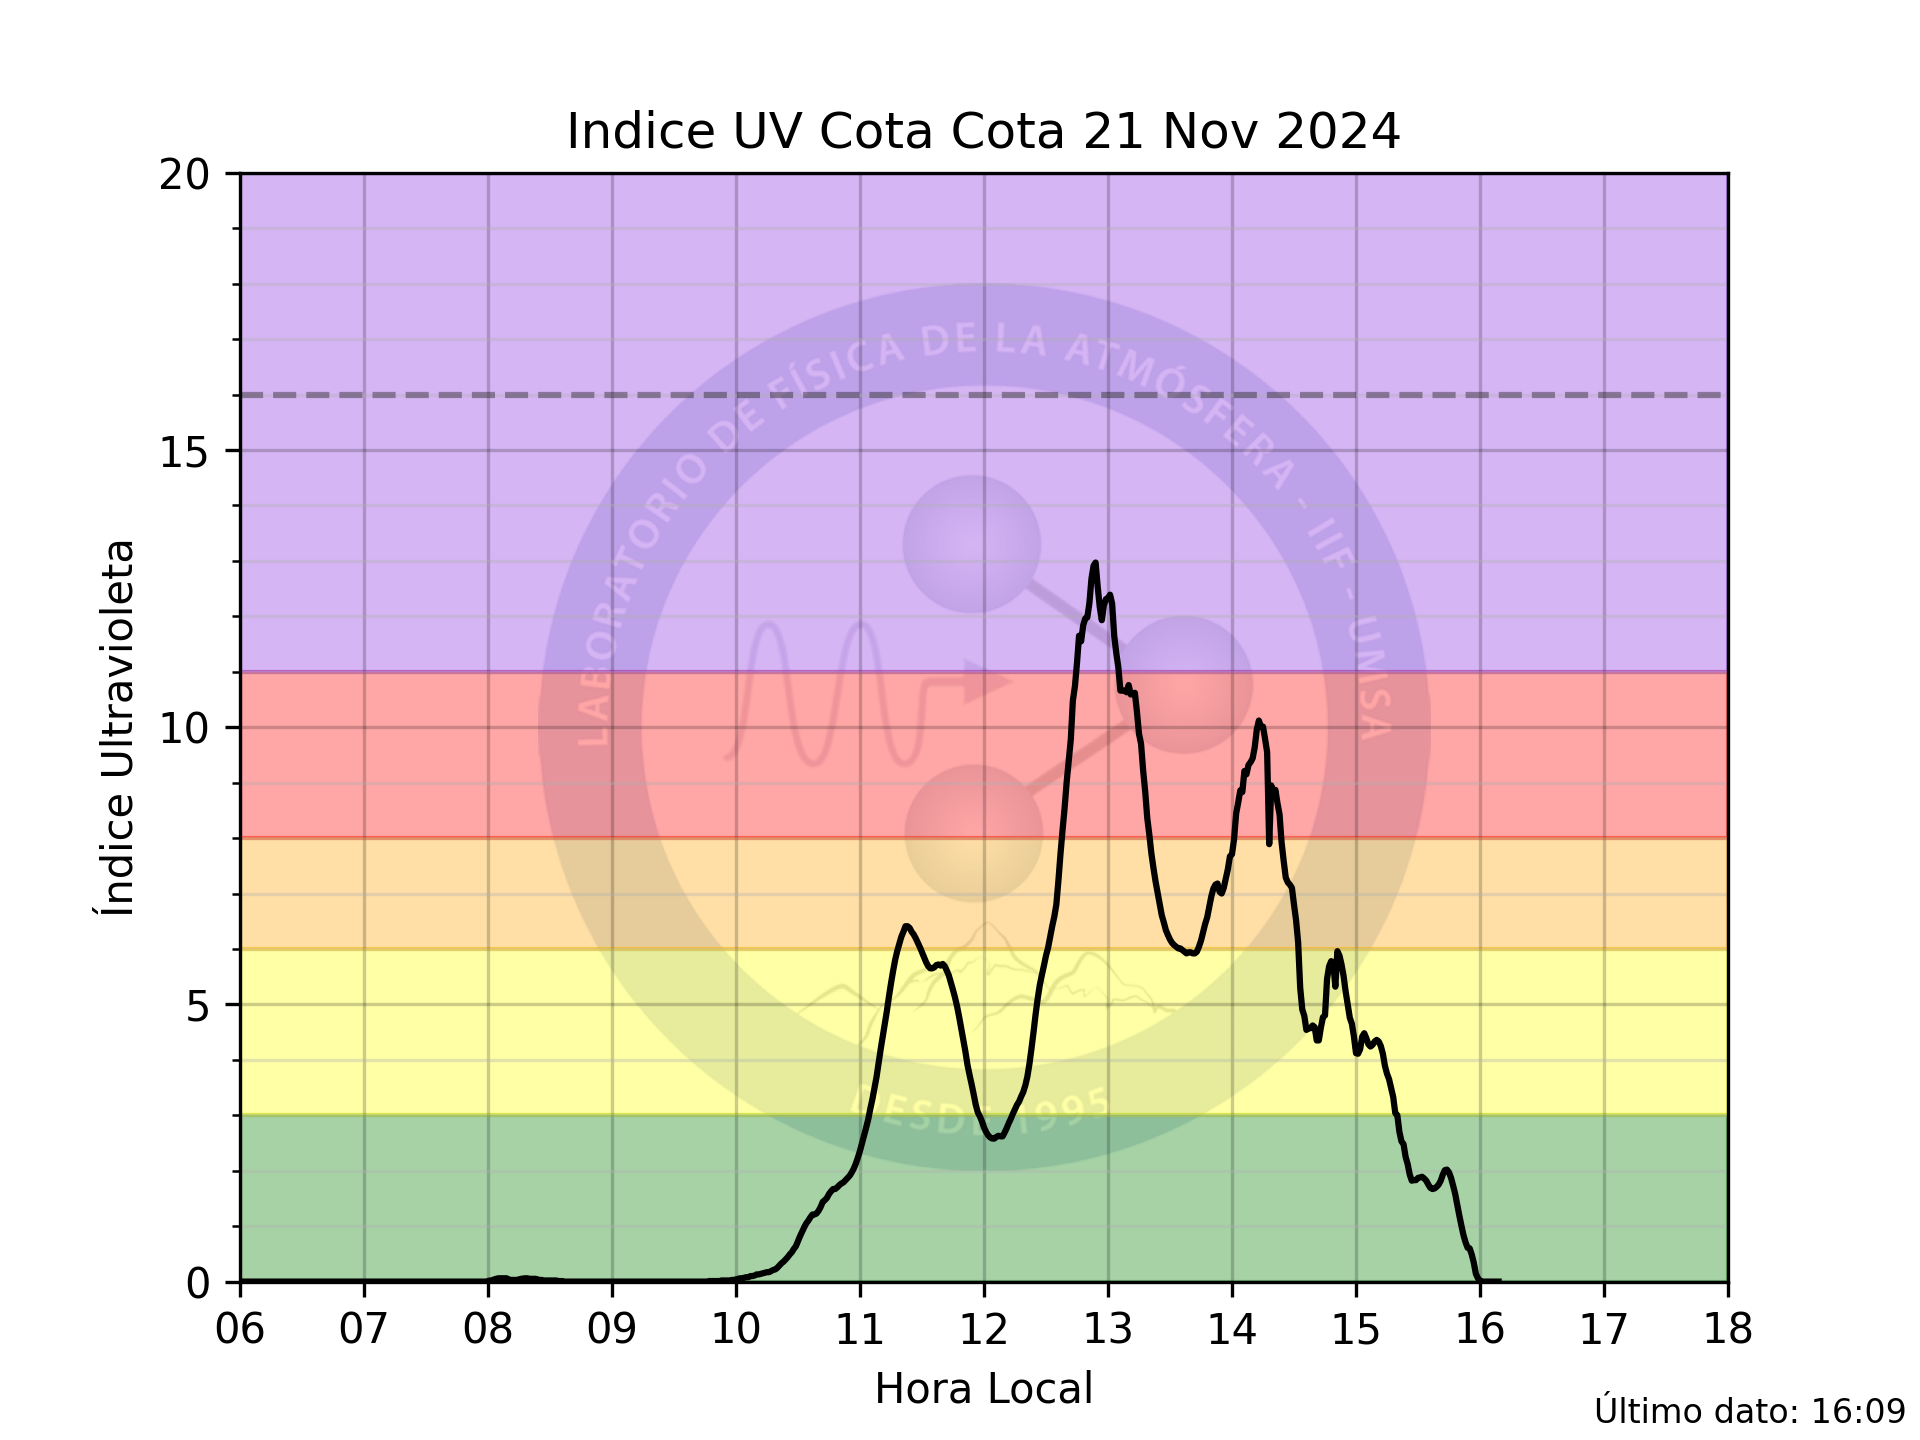 Indice UV Cota Cota 21 Nov 2024
20
15
10
5
0
Índice Ultravioleta
LABORATORIO DE FÍSICA DE LA ATMÓSFERA - IIF - UMSA
DESDE 1995
06 07 08 09 10 11 12 13 14 15 16 17 18
Hora Local
Último dato: 16:09